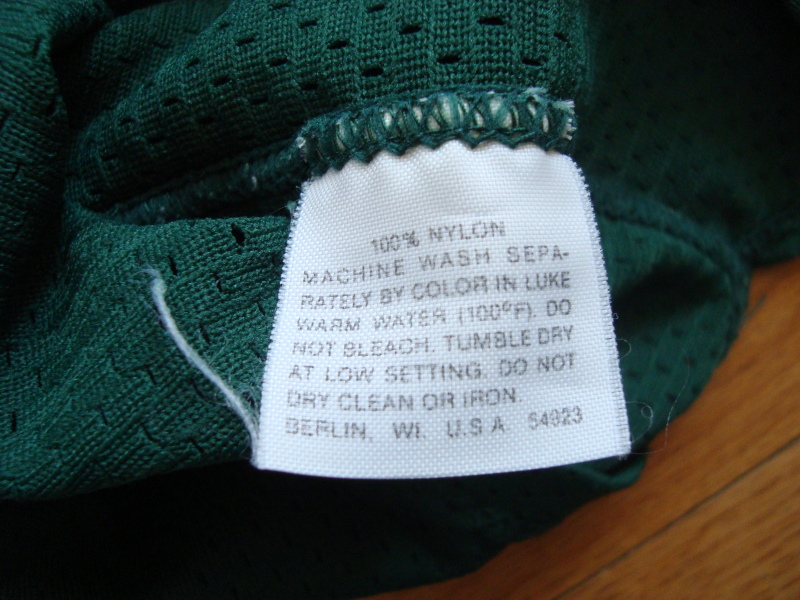 100% NYLON
MACHINE WASH SEPA-
RATELY BY COLOR IN LUKE
WARM WATER (100°F). DO
NOT BLEACH. TUMBLE DRY
AT LOW SETTING. DO NOT
DRY CLEAN OR IRON.
BERLIN, WI. U.S.A 54923